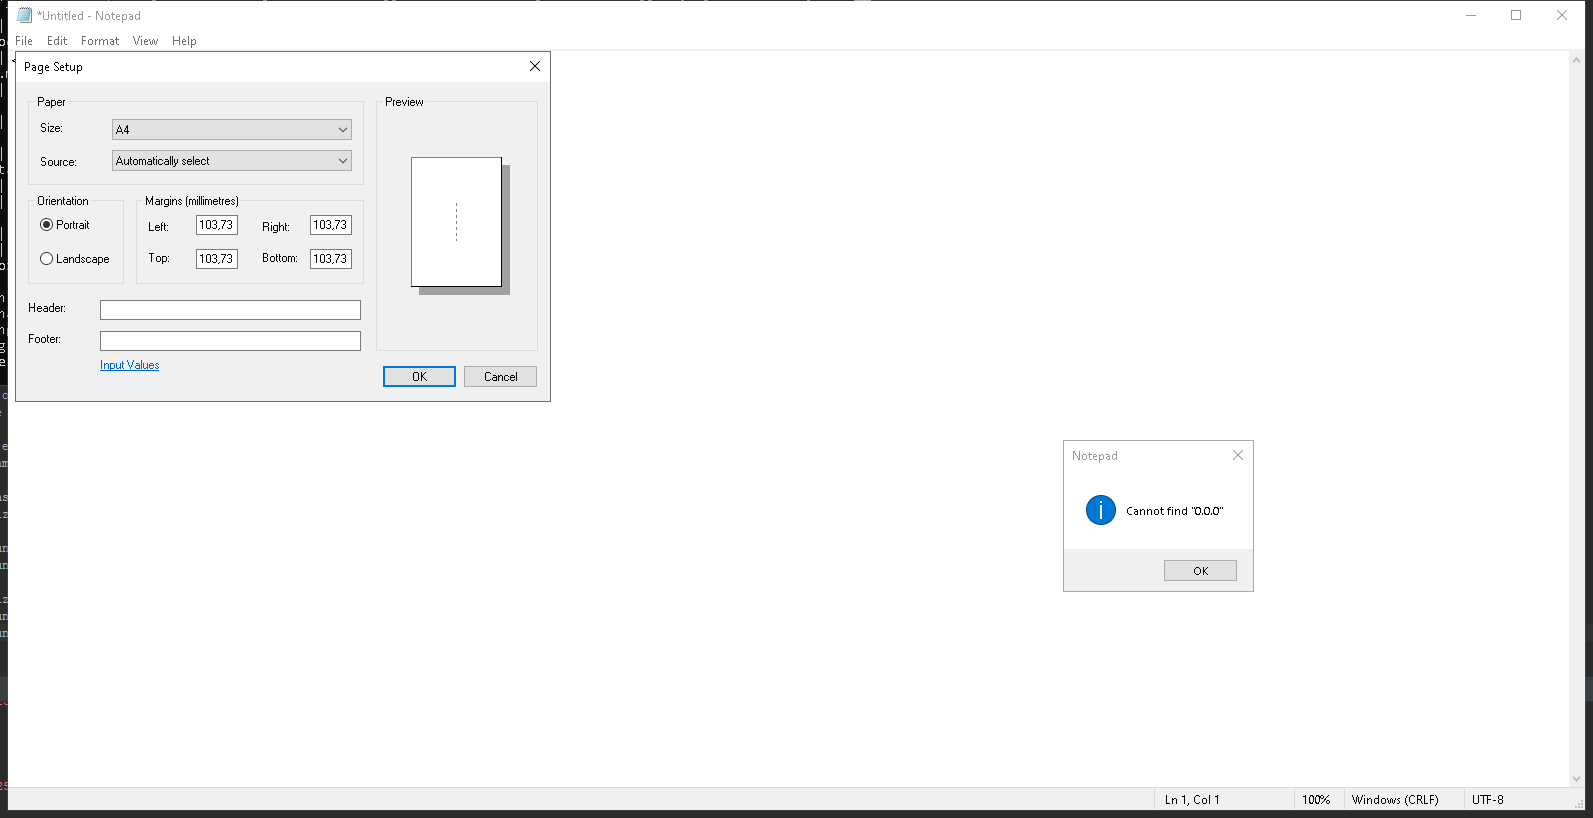 *Untitled - Notepad
File Edit Format View Help
Page Setup
Paper
Size: A4
Source: Automatically select
Orientation
Portrait
Landscape
Margins (millimetres)
Left: 103,73 Right: 103,73
Top: 103,73 Bottom: 103,73
Header:
Footer:
Input Values
Preview
OK Cancel
Notepad
Cannot find "0.0.0"
OK
Ln 1, Col 1 100% Windows (CRLF) UTF-8